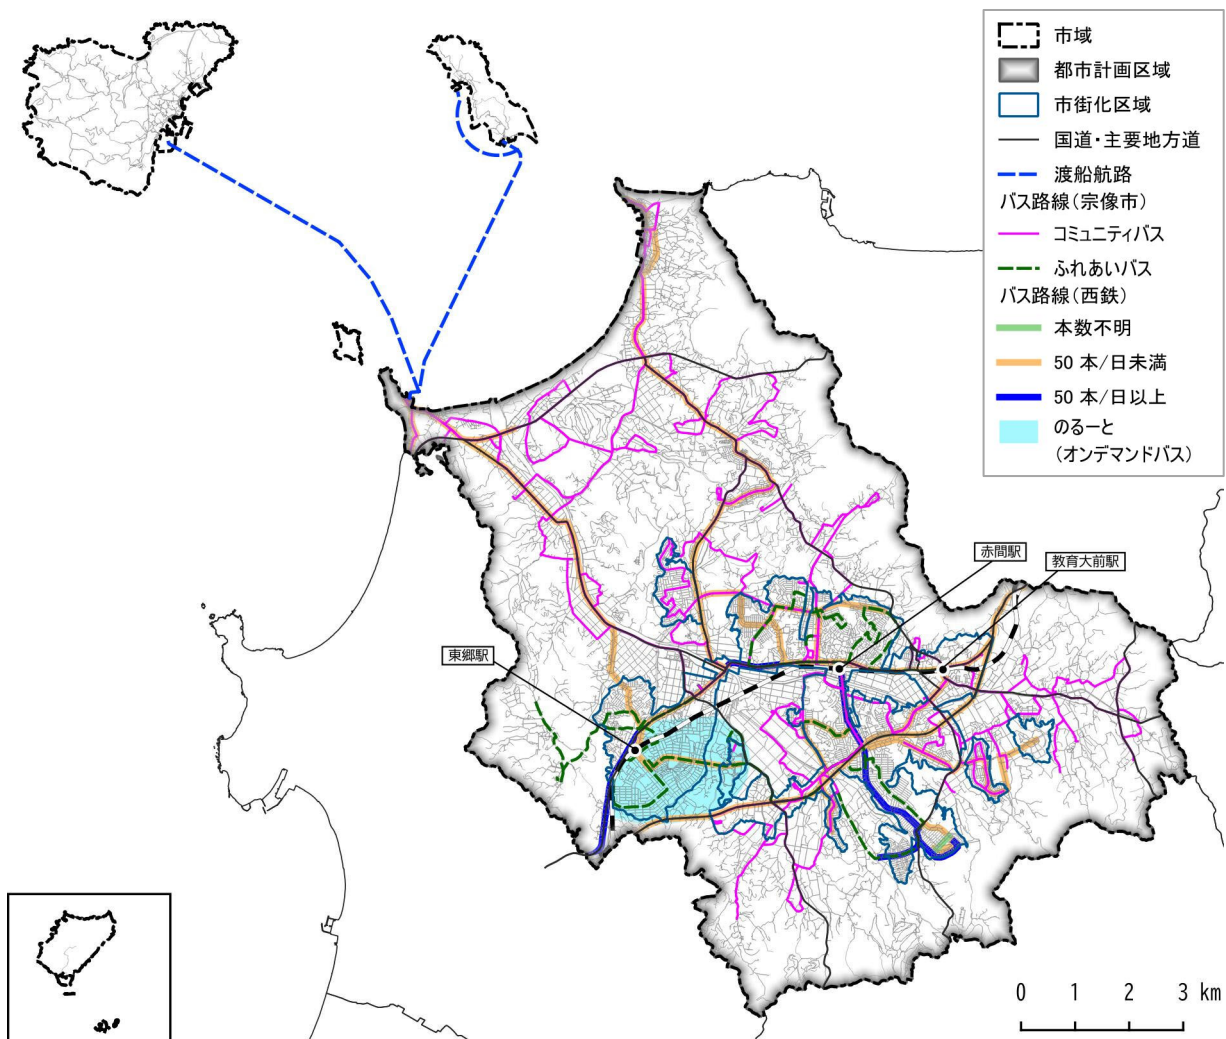 市域
都市計画区域
市街化区域
国道・主要地方道
渡船航路
バス路線(宗像市)
コミュニティバス
ふれあいバス
バス路線(西鉄)
本数不明
50 本/日未満
50 本/日以上
のるーと
(オンデマンドバス)
赤間駅
教育大前駅
東郷駅
0 1 2 3 km